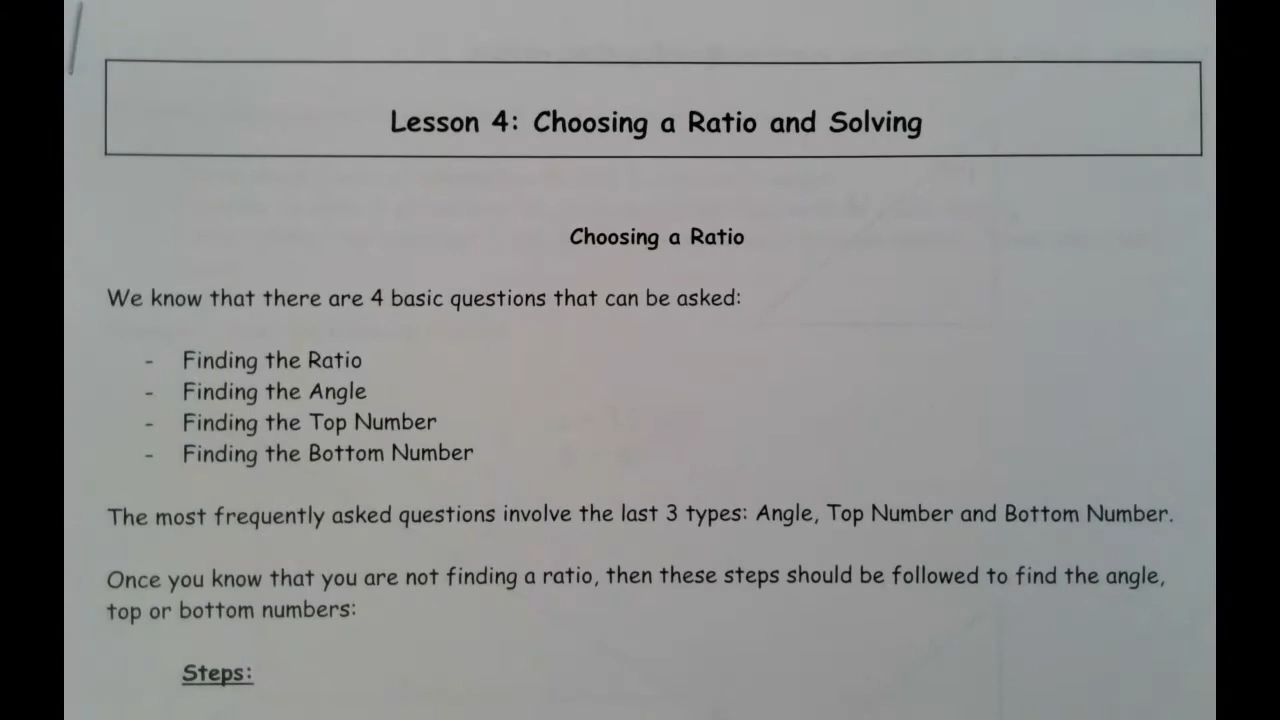 Lesson 4: Choosing a Ratio and Solving
Choosing a Ratio
We know that there are 4 basic questions that can be asked:
- Finding the Ratio
- Finding the Angle
- Finding the Top Number
- Finding the Bottom Number
The most frequently asked questions involve the last 3 types: Angle, Top Number and Bottom Number.
Once you know that you are not finding a ratio, then these steps should be followed to find the angle,
top or bottom numbers:
Steps: